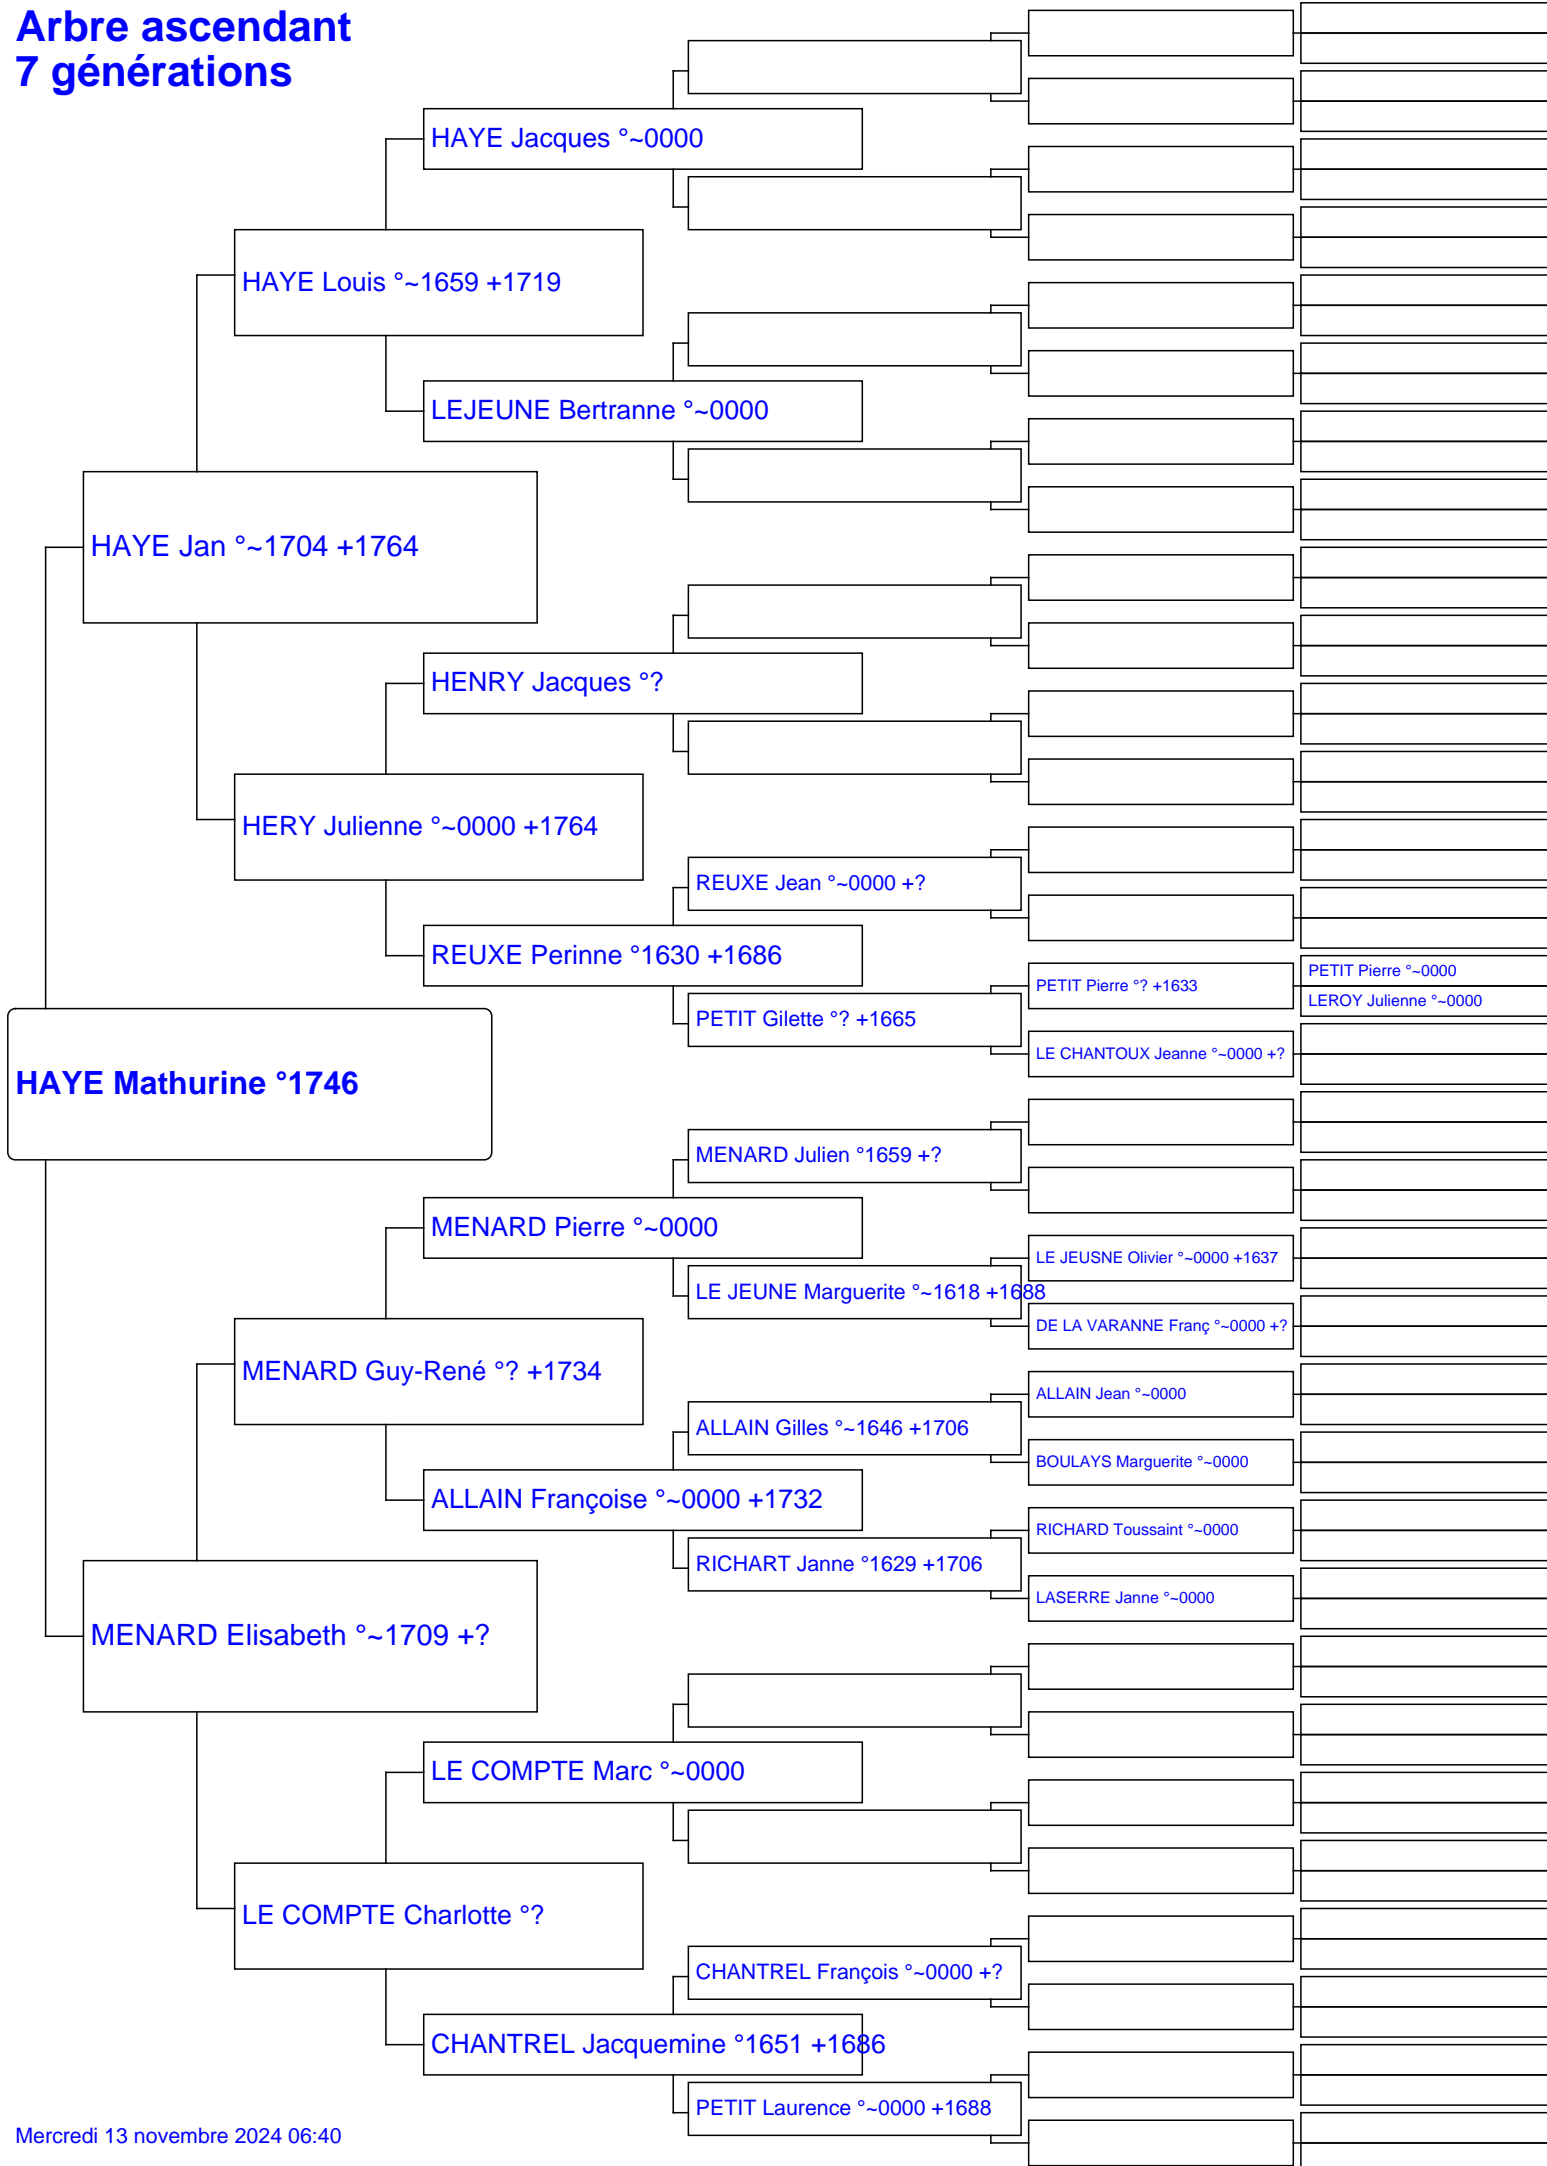 Arbre ascendant
7 générations
HAYE Jacques °~0000
HAYE Louis °~1659 +1719
LEJEUNE Bertranne °~0000
HAYE Jan °~1704 +1764
HENRY Jacques °?
HERY Julienne °~0000 +1764
REUXE Jean °~0000 +?
REUXE Perinne °1630 +1686
PETIT Pierre °~0000
PETIT Pierre °? +1633
LEROY Julienne °~0000
PETIT Gilette °? +1665
LE CHANTOUX Jeanne °~0000 +?
HAYE Mathurine °1746
MENARD Julien °1659 +?
MENARD Pierre °~0000
LE JEUSNE Olivier °~0000 +1637
LE JEUNE Marguerite °~1618 +1688
DE LA VARANNE Franç °~0000 +?
MENARD Guy-René °? +1734
ALLAIN Jean °~0000
ALLAIN Gilles °~1646 +1706
BOULAYS Marguerite °~0000
ALLAIN Françoise °~0000 +1732
RICHARD Toussaint °~0000
RICHART Janne °1629 +1706
LASERRE Janne °~0000
MENARD Elisabeth °~1709 +?
LE COMPTE Marc °~0000
LE COMPTE Charlotte °?
CHANTREL François °~0000 +?
CHANTREL Jacquemine °1651 +1686
PETIT Laurence °~0000 +1688
Mercredi 13 novembre 2024 06:40